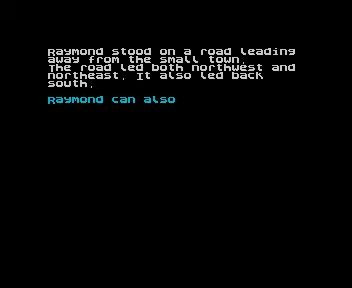 Raymond stood on a road leading
away from the small town.
The road led both northwest and
northeast. It also led back
south.
Raymond can also